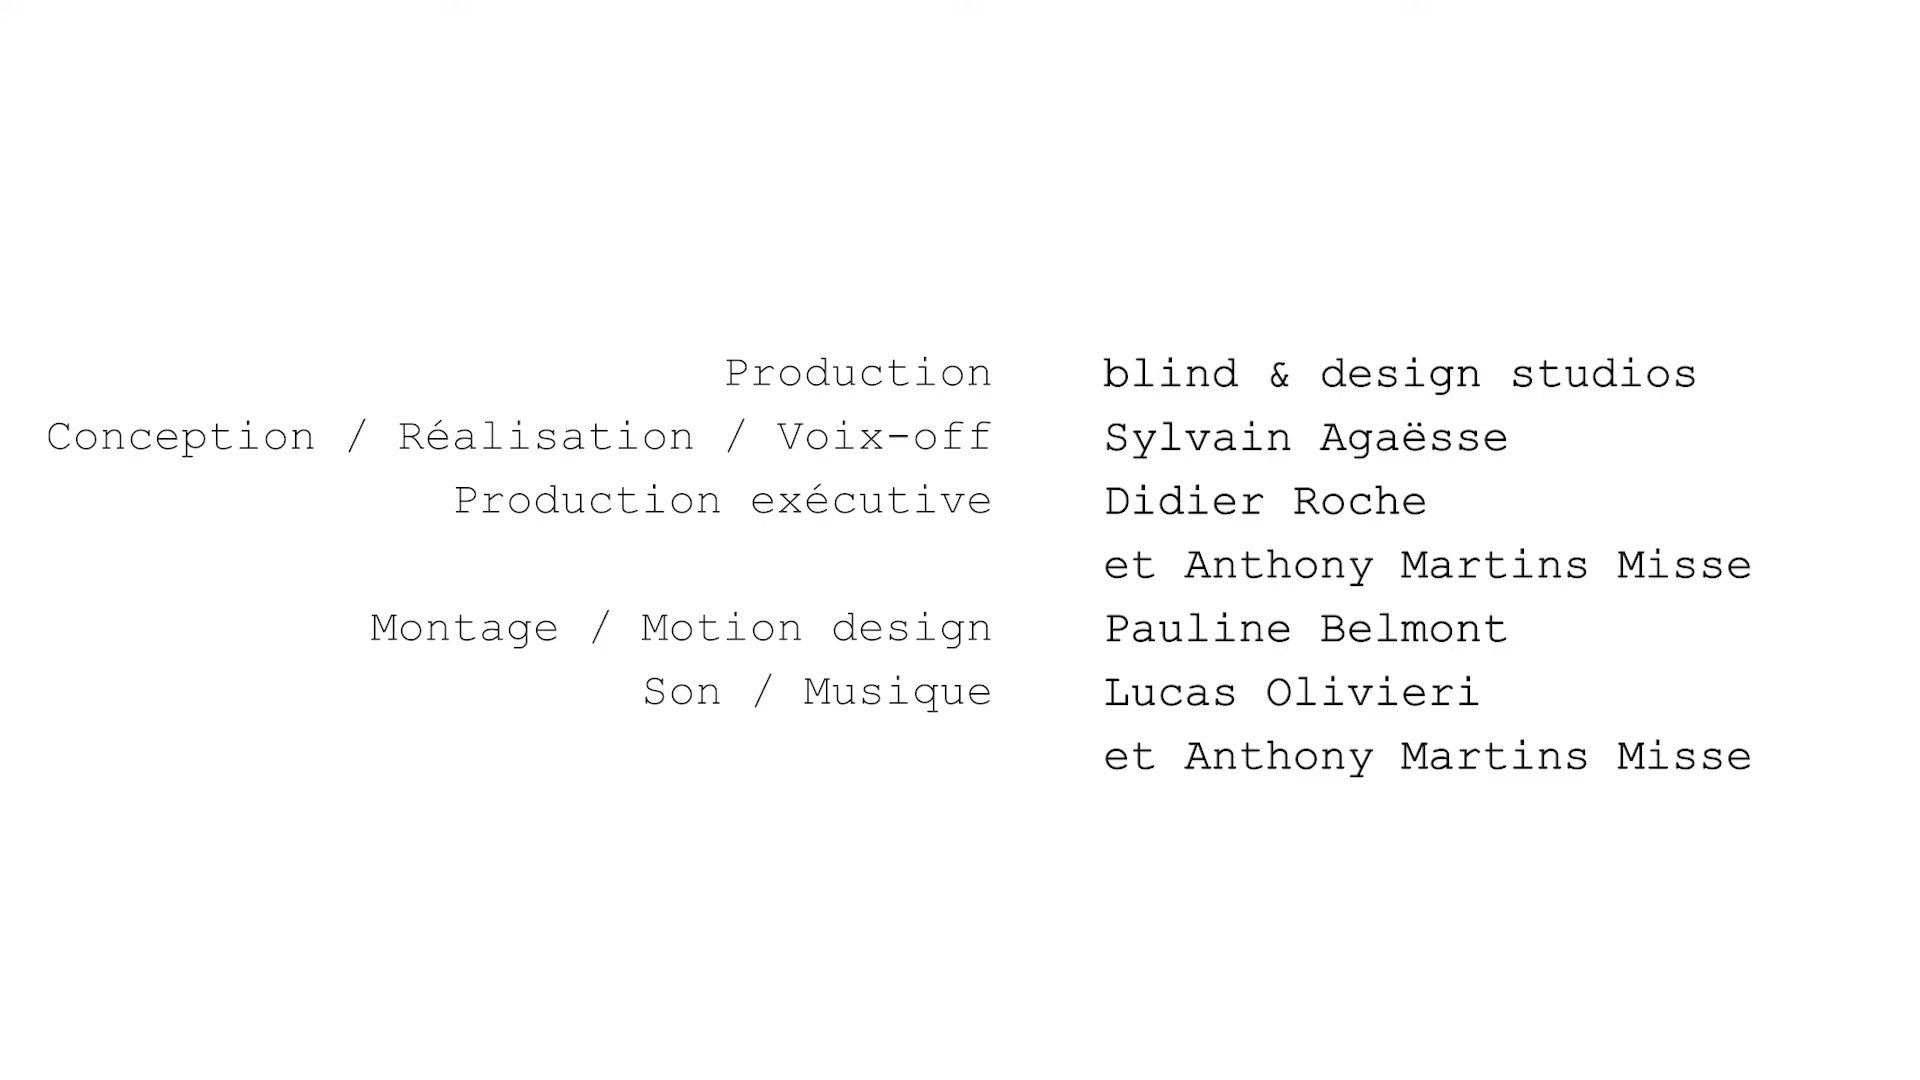 Production blind & design studios
Conception / Réalisation / Voix-off Sylvain Agaësse
Production exécutive Didier Roche
et Anthony Martins Misse
Montage / Motion design Pauline Belmont
Son / Musique Lucas Olivieri
et Anthony Martins Misse